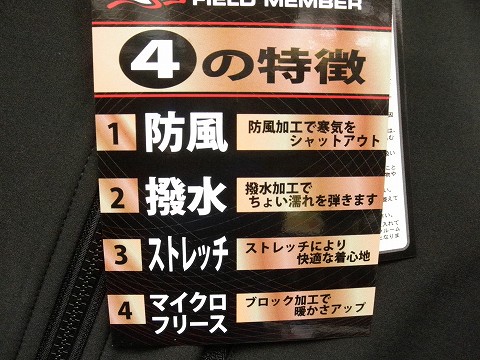 FIELD MEMBER
4の特徴
1 防風 防風加工で寒気を
シャットアウト
2 撥水 撥水加工で
ちょい濡れを弾きます
3 ストレッチ ストレッチにより
快適な着心地
4 マイクロ
フリース ブロック加工で
暖かさアップ